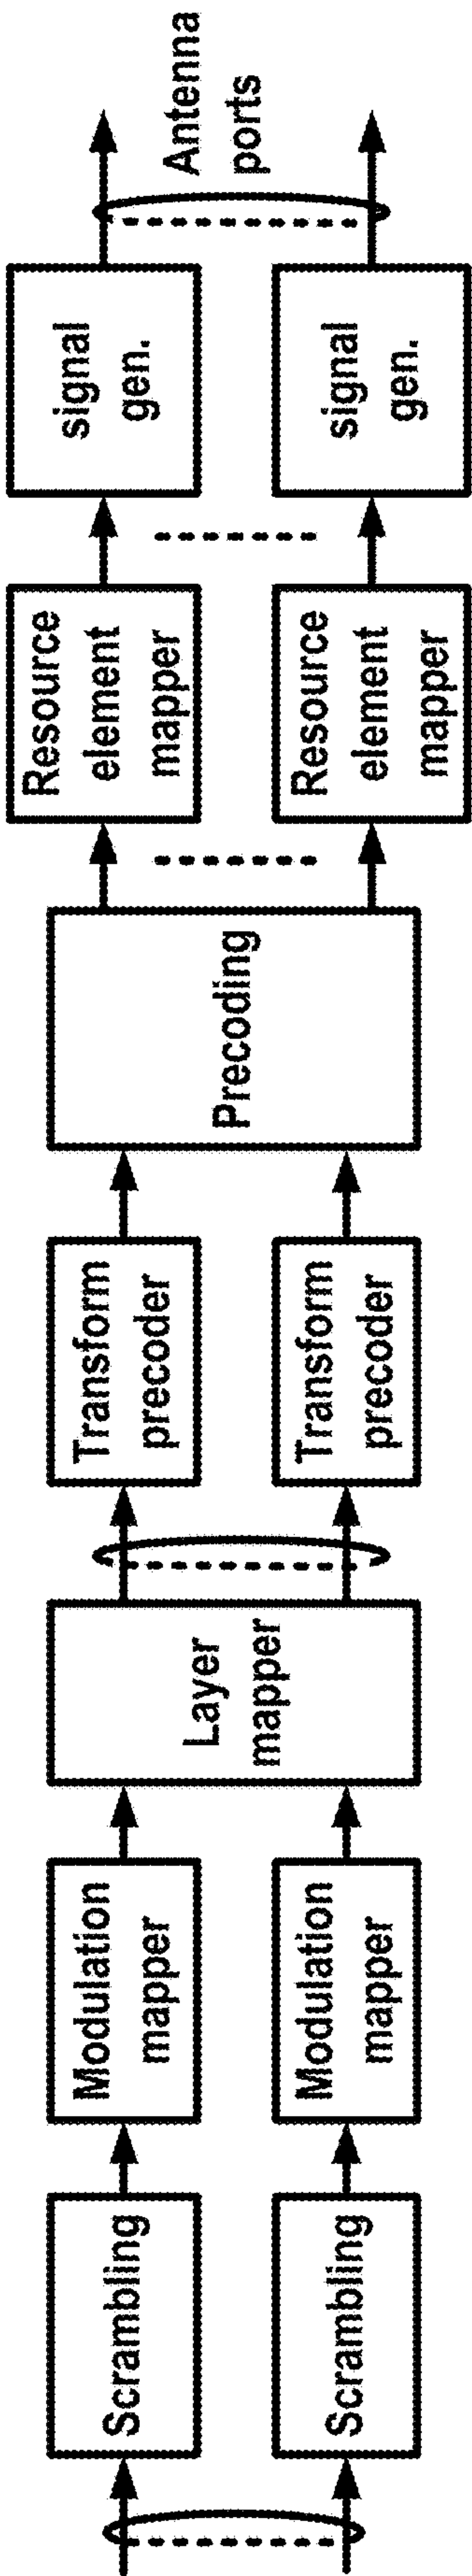 Scrambling
Scrambling
Modulation
mapper
Modulation
mapper
Layer
mapper
Transform
precoder
Transform
precoder
Precoding
Resource
element
mapper
Resource
element
mapper
signal
gen.
signal
gen.
Antenna
ports